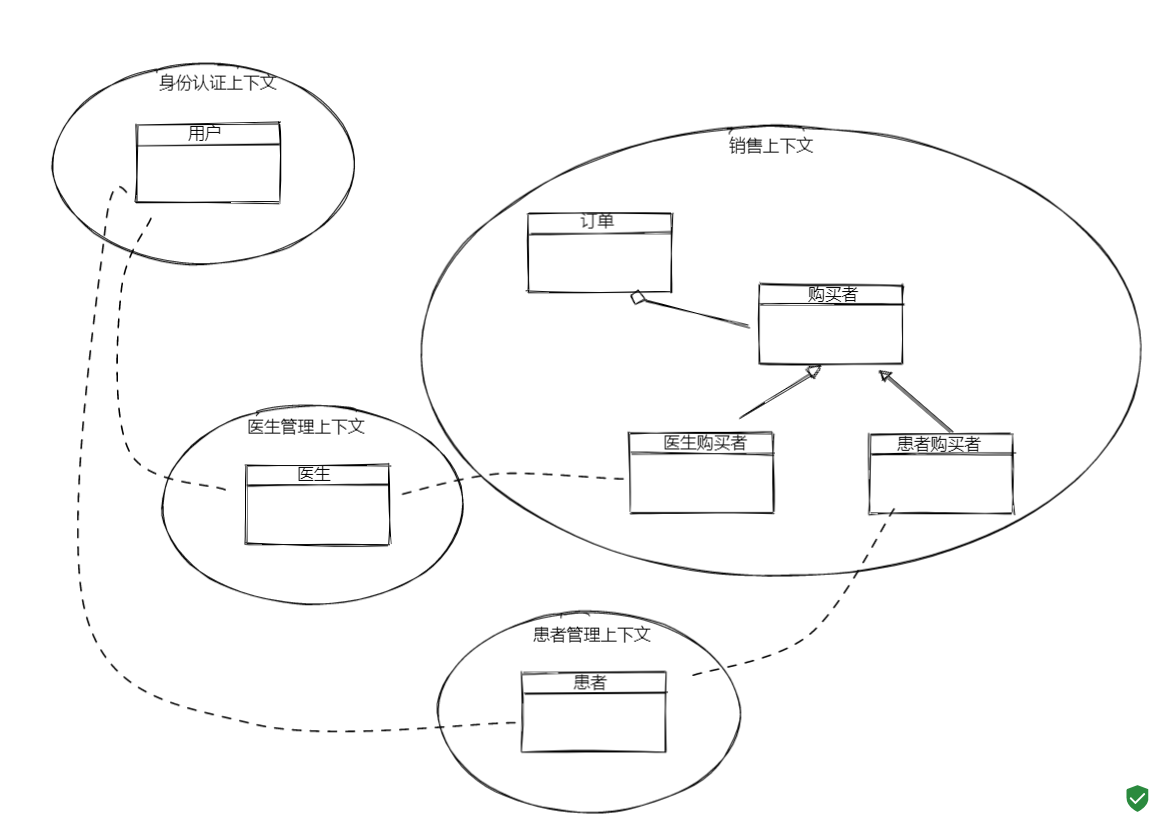 身份认证上下文
用户
销售上下文
订单
购买者
医生购买者
患者购买者
医生管理上下文
医生
患者管理上下文
患者